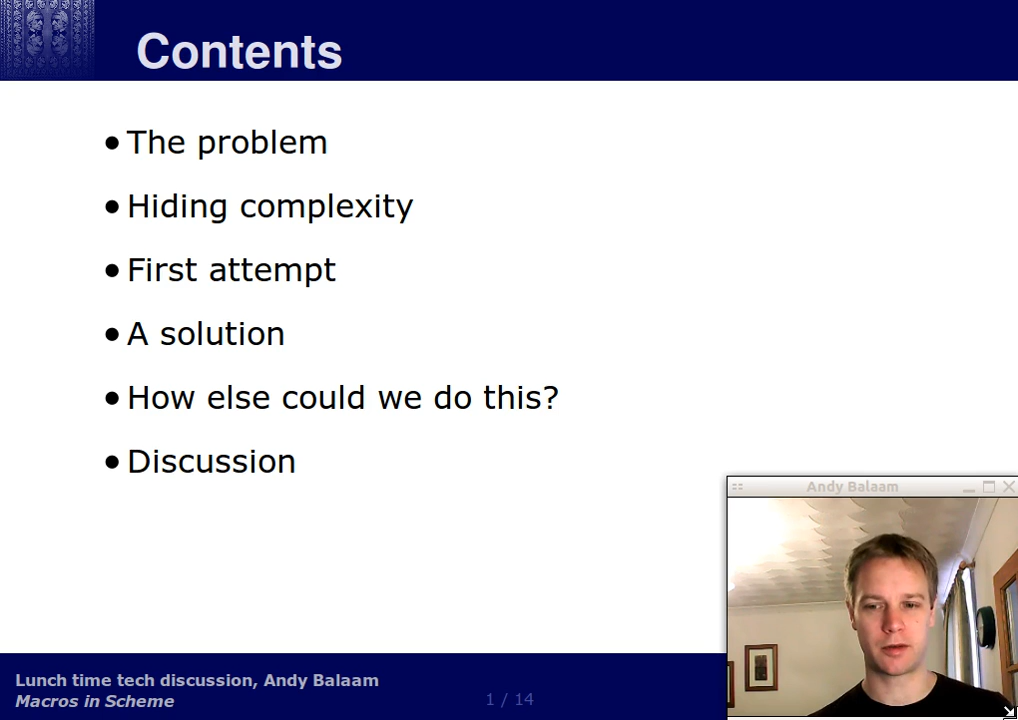 Contents
The problem
Hiding complexity
First attempt
A solution
How else could we do this?
Discussion
Andy Balaam
Lunch time tech discussion, Andy Balaam
Macros in Scheme
1 / 14